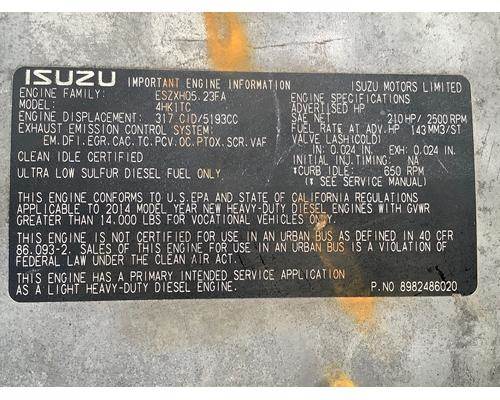 ISUZU IMPORTANT ENGINE INFORMATION ISUZU MOTORS LIMITED
ENGINE FAMILY: ESZXH05.23FA
MODEL: 4HK1TC
ENGINE DISPLACEMENT: 317 CID/5193CC
EXHAUST EMISSION CONTROL SYSTEM:
EM.DFI.EGR.CAC.TC.PCV.OC.PTOX.SCR.VAF
CLEAN IDLE CERTIFIED
ULTRA LOW SULFUR DIESEL FUEL ONLY
ENGINE SPECIFICATIONS
ADVERTISED HP
SAE NET 210HP/ 2500RPM
FUEL RATE AT ADV.HP 143MM3/ST
VALVE LASH(COLD)
IN: 0.024 IN. EXH: 0.024 IN.
INITIAL INJ.TIMING: NA
*CURB IDLE: 650 RPM
(* SEE SERVICE MANUAL)
THIS ENGINE CONFORMS TO U.S.EPA AND STATE OF CALIFORNIA REGULATIONS
APPLICABLE TO 2014 MODEL YEAR NEW HEAVY-DUTY DIESEL ENGINES WITH GVWR
GREATER THAN 14,000 LBS FOR VOCATIONAL VEHICLES ONLY.
THIS ENGINE IS NOT CERTIFIED FOR USE IN AN URBAN BUS AS DEFINED IN 40 CFR
86.093-2. SALES OF THIS ENGINE FOR USE IN AN URBAN BUS IS A VIOLATION OF
FEDERAL LAW UNDER THE CLEAN AIR ACT.
THIS ENGINE HAS A PRIMARY INTENDED SERVICE APPLICATION
AS A LIGHT HEAVY-DUTY DIESEL ENGINE. P.NO 8982486020